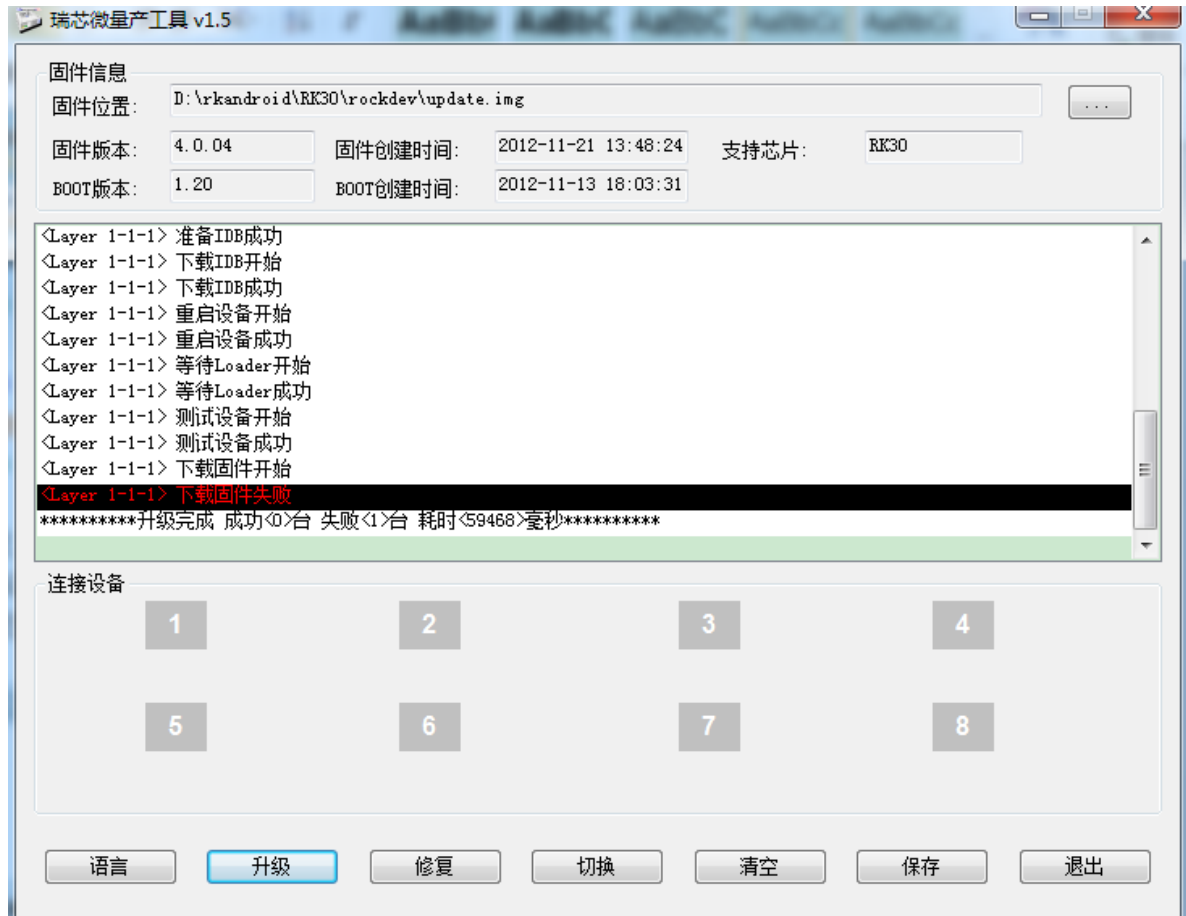 瑞芯微量产工具 v1.5
固件信息
固件位置: D:\rkandroid\RK30\rockdev\update.img ...
固件版本: 4.0.04 固件创建时间: 2012-11-21 13:48:24 支持芯片: RK30
BOOT版本: 1.20 BOOT创建时间: 2012-11-13 18:03:31
<Layer 1-1-1> 准备IDB成功
<Layer 1-1-1> 下载IDB开始
<Layer 1-1-1> 下载IDB成功
<Layer 1-1-1> 重启设备开始
<Layer 1-1-1> 重启设备成功
<Layer 1-1-1> 等待Loader开始
<Layer 1-1-1> 等待Loader成功
<Layer 1-1-1> 测试设备开始
<Layer 1-1-1> 测试设备成功
<Layer 1-1-1> 下载固件开始
<Layer 1-1-1> 下载固件失败
**********升级完成 成功<0>台 失败<1>台 耗时<59468>毫秒**********
连接设备
1 2 3 4
5 6 7 8
语言 升级 修复 切换 清空 保存 退出